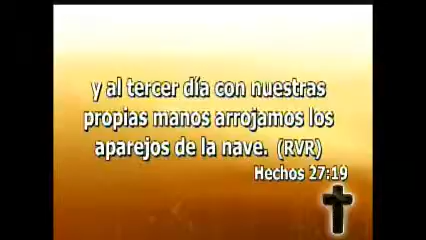 y al tercer día con nuestras
propias manos arrojamos los
aparejos de la nave. (RVR)
Hechos 27:19